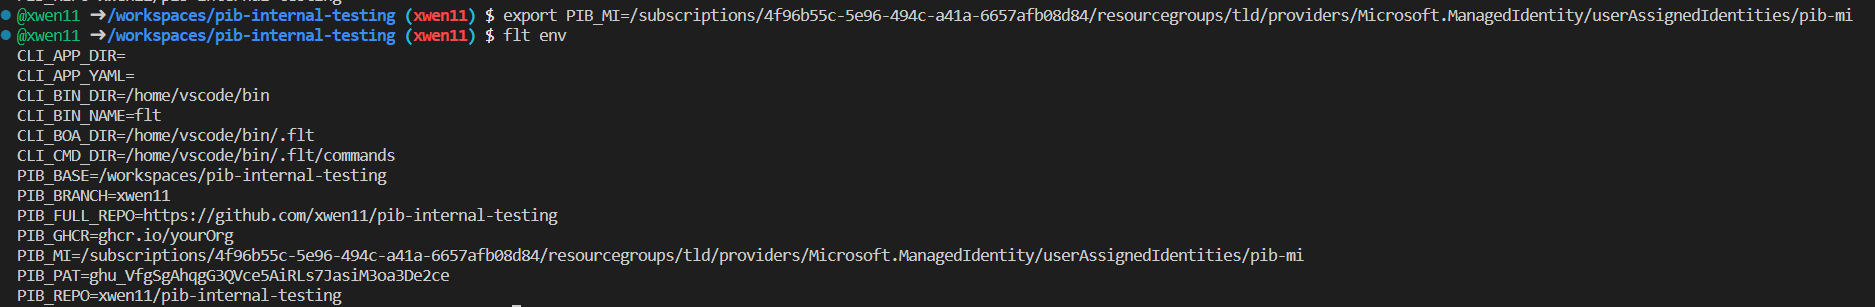 @xwen11 ➜/workspaces/pib-internal-testing (xwen11) $ export PIB_MI=/subscriptions/4f96b55c-5e96-494c-a41a-6657afb08d84/resourcegroups/tld/providers/Microsoft.ManagedIdentity/userAssignedIdentities/pib-mi
@xwen11 ➜/workspaces/pib-internal-testing (xwen11) $ flt env
CLI_APP_DIR=
CLI_APP_YAML=
CLI_BIN_DIR=/home/vscode/bin
CLI_BIN_NAME=flt
CLI_BOA_DIR=/home/vscode/bin/.flt
CLI_CMD_DIR=/home/vscode/bin/.flt/commands
PIB_BASE=/workspaces/pib-internal-testing
PIB_BRANCH=xwen11
PIB_FULL_REPO=https://github.com/xwen11/pib-internal-testing
PIB_GHCR=ghcr.io/yourOrg
PIB_MI=/subscriptions/4f96b55c-5e96-494c-a41a-6657afb08d84/resourcegroups/tld/providers/Microsoft.ManagedIdentity/userAssignedIdentities/pib-mi
PIB_PAT=ghu_VfgSgAhqgG3QVce5AiRLs7JasiM3oa3De2ce
PIB_REPO=xwen11/pib-internal-testing